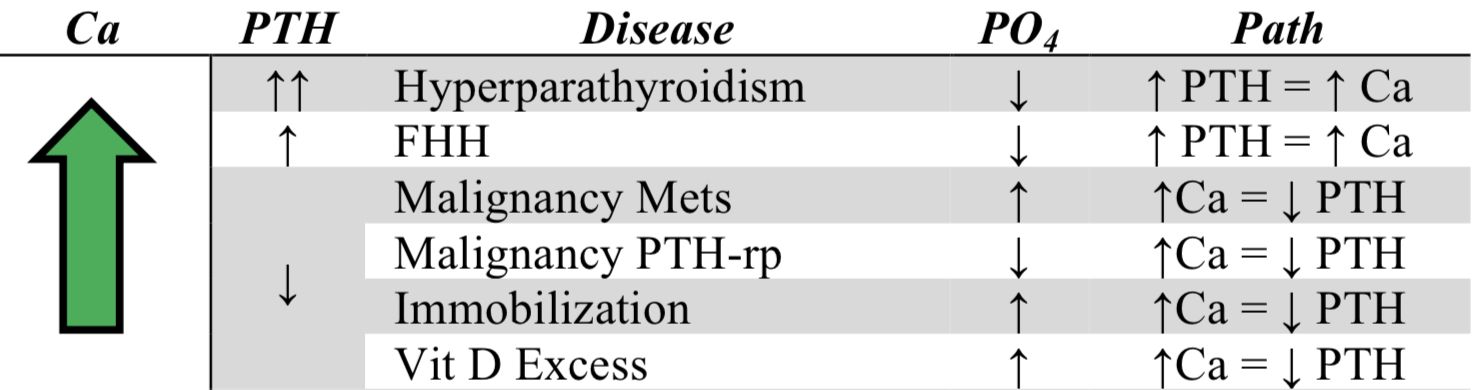 Ca PTH Disease PO₄ Path
↑↑ Hyperparathyroidism ↓ ↑ PTH = ↑ Ca
↑ FHH ↓ ↑ PTH = ↑ Ca
Malignancy Mets ↑ ↑Ca = ↓ PTH
Malignancy PTH-rp ↓ ↑Ca = ↓ PTH
↓ Immobilization ↑ ↑Ca = ↓ PTH
Vit D Excess ↑ ↑Ca = ↓ PTH